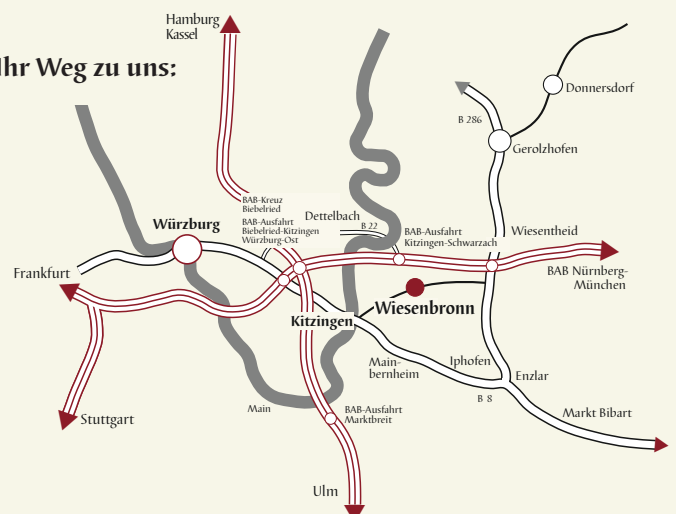 Hamburg
Kassel
Ihr Weg zu uns:
Donnersdorf
B 286
Gerolzhofen
BAB-Kreuz
Biebelried
BAB-Ausfahrt
Biebelried-Kitzingen
Würzburg-Ost
Dettelbach
B 22
Würzburg
BAB-Ausfahrt
Kitzingen-Schwarzach
Wiesentheid
Frankfurt
BAB Nürnberg-
München
Wiesenbronn
Kitzingen
Main-
bernheim
Iphofen
Enzlar
B 8
Main
BAB-Ausfahrt
Marktbreit
Markt Bibart
Stuttgart
Ulm